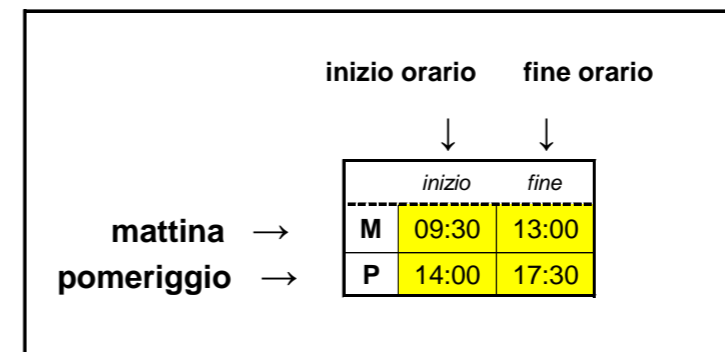 inizio orario fine orario
↓ ↓
inizio fine
mattina → M 09:30 13:00
pomeriggio → P 14:00 17:30